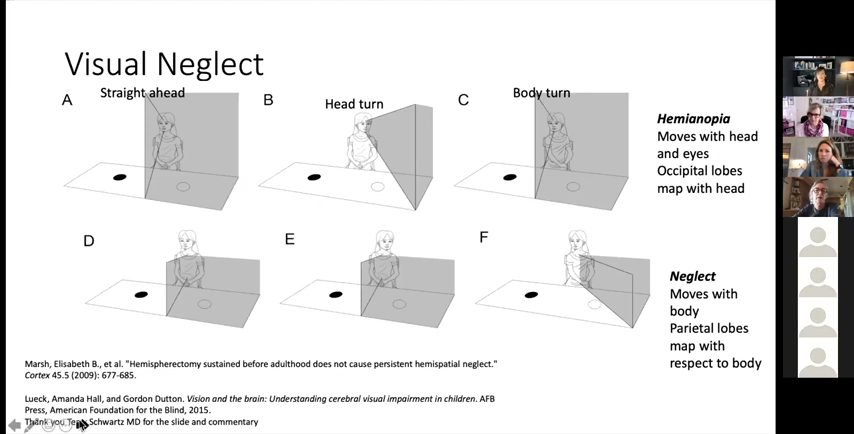 Visual Neglect
Straight ahead
A
Head turn
B
Body turn
C
Hemianopia
Moves with head
and eyes
Occipital lobes
map with head
D
E
F
Neglect
Moves with
body
Parietal lobes
map with
respect to body
Marsh, Elisabeth B., et al. "Hemispherectomy sustained before adulthood does not cause persistent hemispatial neglect."
Cortex 45.5 (2009): 677-685.
Lueck, Amanda Hall, and Gordon Dutton. Vision and the brain: Understanding cerebral visual impairment in children. AFB
Press, American Foundation for the Blind, 2015.
Thank you Schwartz MD for the slide and commentary